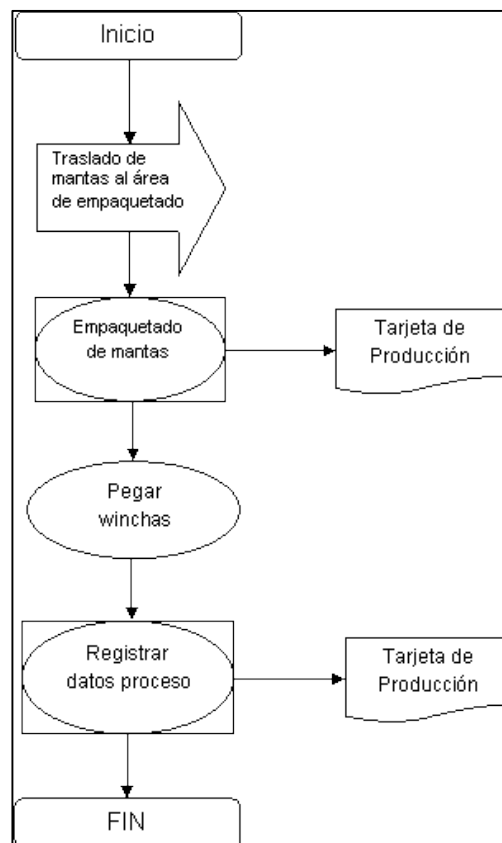 Inicio
Traslado de
mantas al área
de empaquetado
Empaquetado
de mantas
Tarjeta de
Producción
Pegar
winchas
Registrar
datos proceso
Tarjeta de
Producción
FIN